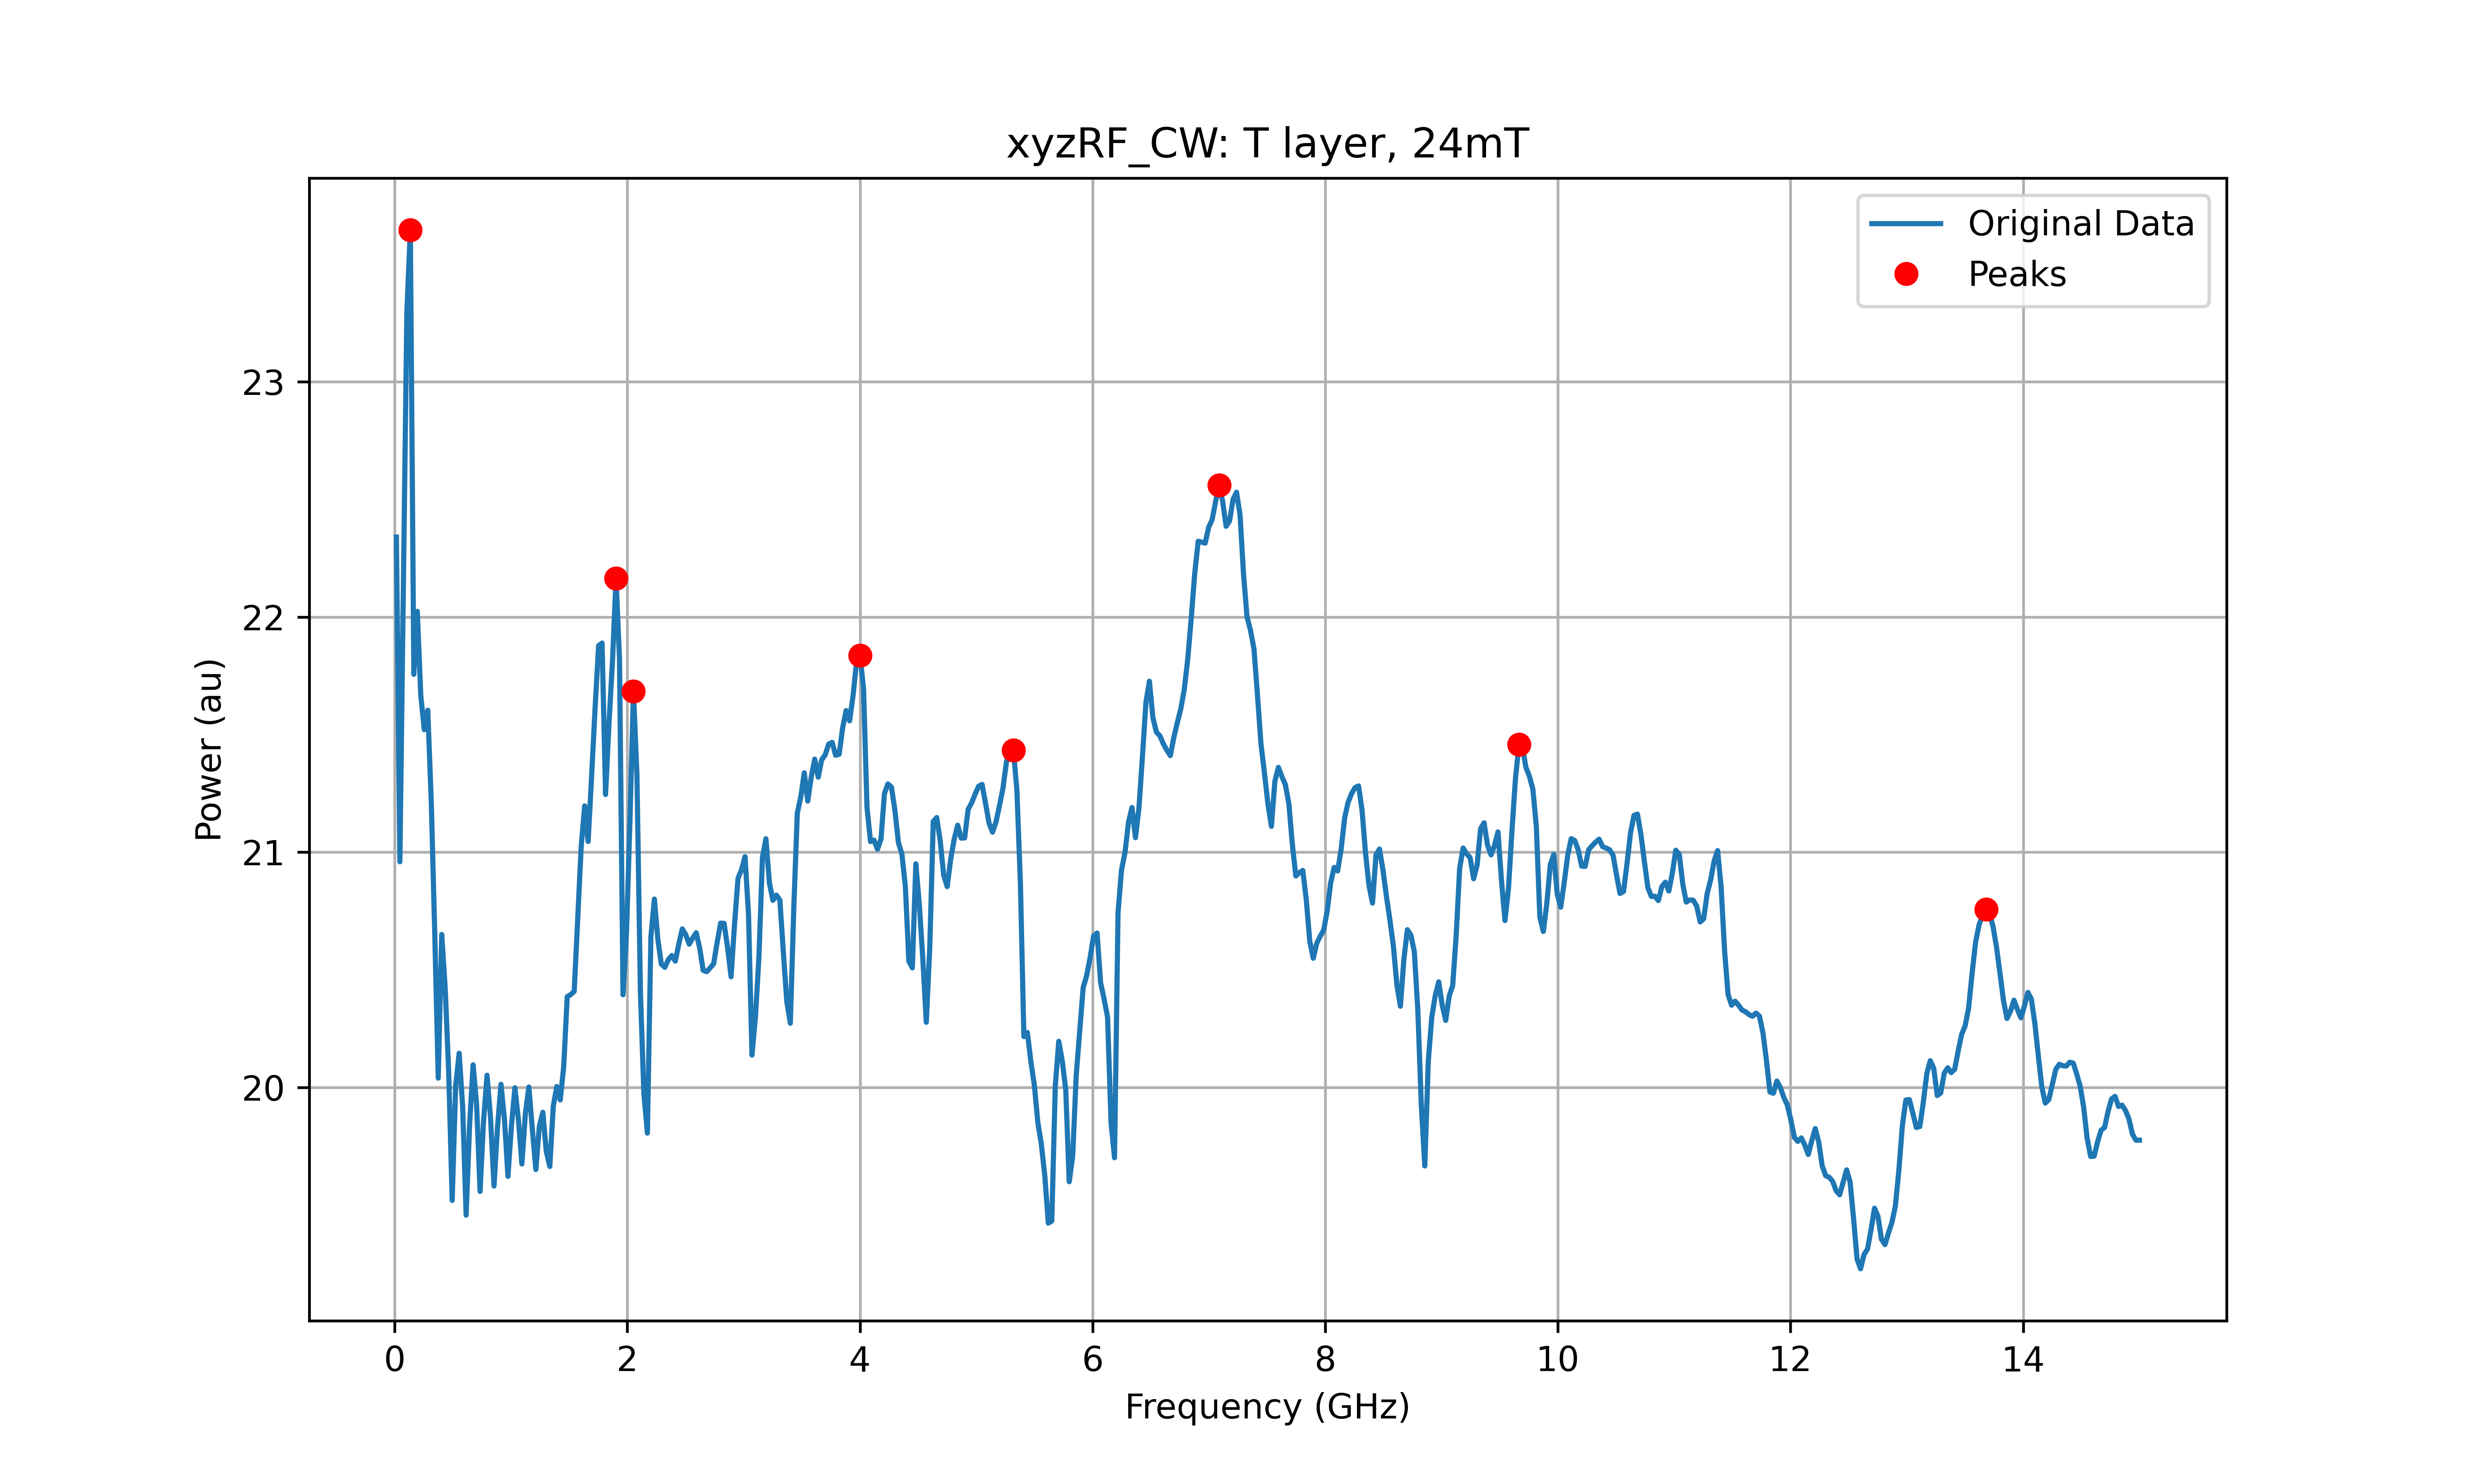 xyzRF_CW: T layer, 24mT
Original Data
Peaks
Power (au)
23
22
21
20
0 2 4 6 8 10 12 14
Frequency (GHz)